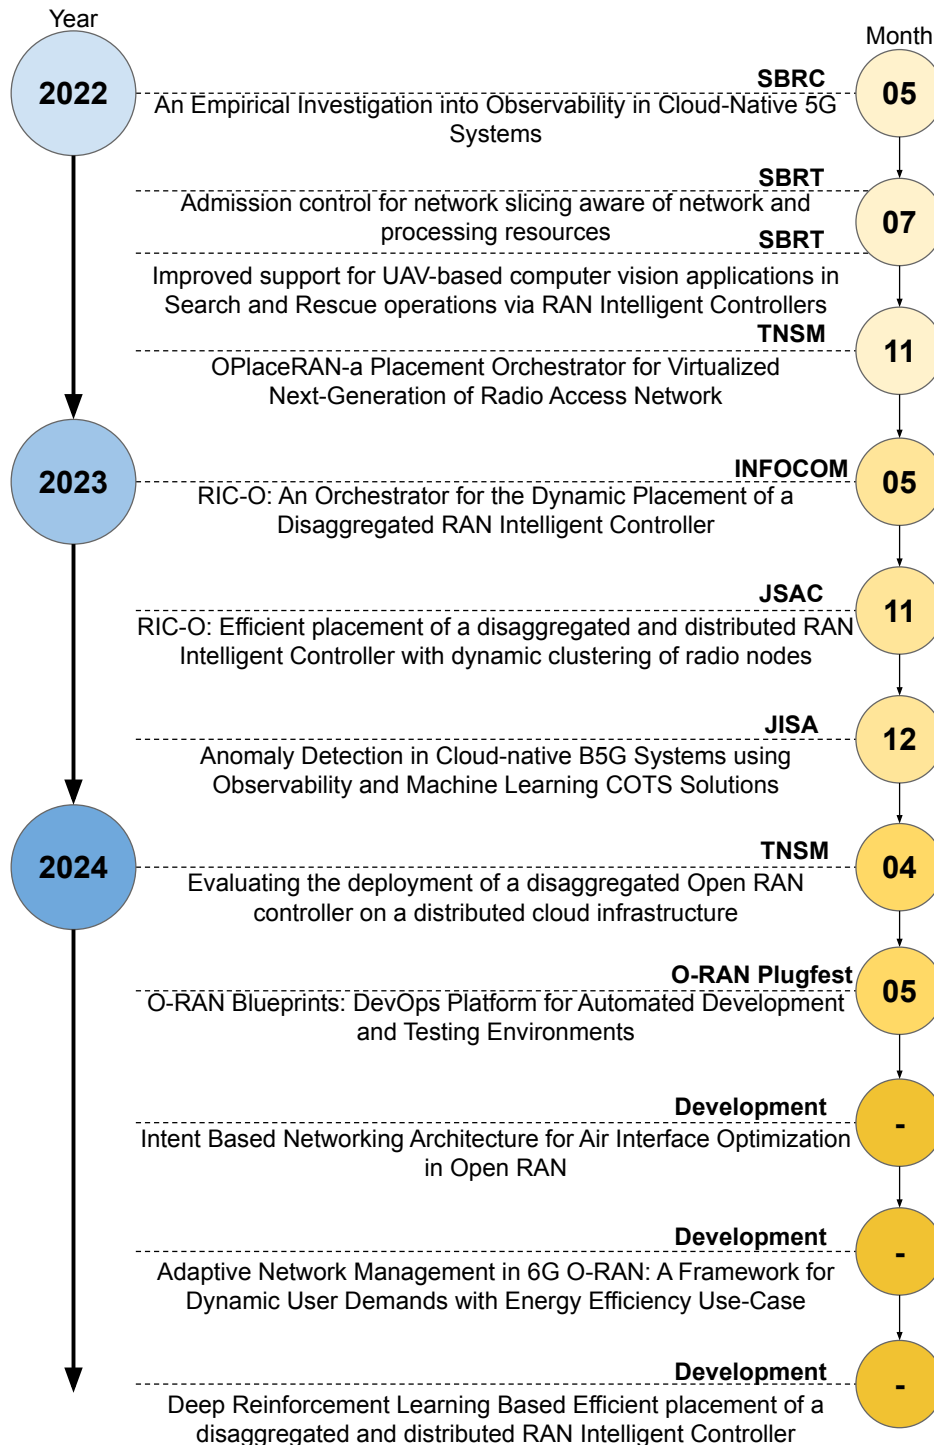 Year
Month
2022
SBRC
05
An Empirical Investigation into Observability in Cloud-Native 5G
Systems
SBRT
07
Admission control for network slicing aware of network and
processing resources
SBRT
Improved support for UAV-based computer vision applications in
Search and Rescue operations via RAN Intelligent Controllers
TNSM
11
OPlaceRAN-a Placement Orchestrator for Virtualized
Next-Generation of Radio Access Network
2023
INFOCOM
05
RIC-O: An Orchestrator for the Dynamic Placement of a
Disaggregated RAN Intelligent Controller
JSAC
11
RIC-O: Efficient placement of a disaggregated and distributed RAN
Intelligent Controller with dynamic clustering of radio nodes
JISA
12
Anomaly Detection in Cloud-native B5G Systems using
Observability and Machine Learning COTS Solutions
2024
TNSM
04
Evaluating the deployment of a disaggregated Open RAN
controller on a distributed cloud infrastructure
O-RAN Plugfest
05
O-RAN Blueprints: DevOps Platform for Automated Development
and Testing Environments
Development
-
Intent Based Networking Architecture for Air Interface Optimization
in Open RAN
Development
-
Adaptive Network Management in 6G O-RAN: A Framework for
Dynamic User Demands with Energy Efficiency Use-Case
Development
-
Deep Reinforcement Learning Based Efficient placement of a
disaggregated and distributed RAN Intelligent Controller